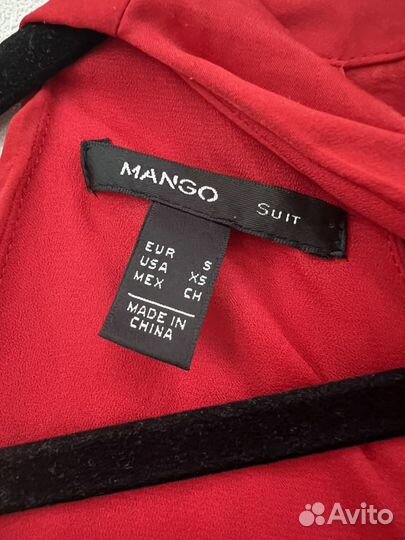 MANGO SUIT
EUR S
USA XS
MEX CH
MADE IN
CHINA
Avito